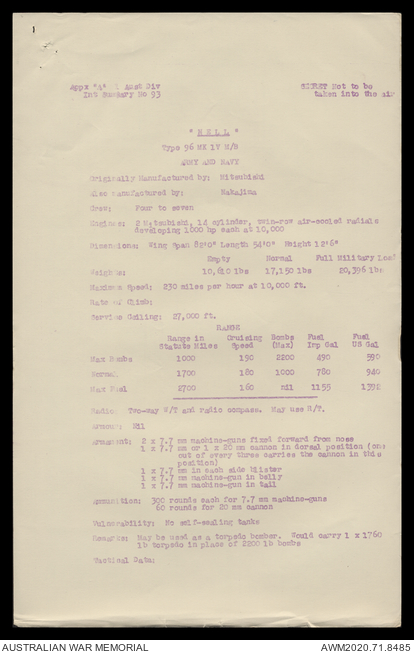 1
Appx "A" 1 Aust Div
Int Summary No 93
SECRET Not to be
taken into the air
" N E L L "
Type 96 MK IV M/B
ARMY AND NAVY
Originally Manufactured by: Mitsubishi
Also manufactured by: Nakajima
Crew: Four to seven
Engines: 2 Mitsubishi, 14 cylinder, twin-row air-cooled radials
developing 1000 hp each at 10,000
Dimensions: Wing Span 82'0" Length 54'0" Height 12'6"
Empty Normal Full Military Load
Weights: 10,810 lbs 17,150 lbs 20,396 lbs
Maximum Speed: 230 miles per hour at 10,000 ft.
Rate of Climb:
Service Ceiling: 27,000 ft.
RANGE
Range in Cruising Bombs Fuel Fuel
Statute Miles Speed (Max) Imp Gal US Gal
Max Bombs 1000 190 2200 490 590
Normal 1700 180 1000 780 940
Max Fuel 2700 160 nil 1155
Radio: Two-way W/T and radio compass. May use R/T.
Armour: Nil
Armament: 2 x 7.7 mm machine-guns fixed forward from nose
1 x 7.7 mm or 1 x 20 mm cannon in dorsal position (one
out of every three carries the cannon in this
position)
1 x 7.7 mm in each side blister
1 x 7.7 mm machine-gun in belly
1 x 7.7 mm machine-gun in tail
Ammunition: 300 rounds each for 7.7 mm machine-guns
60 rounds for 20 mm cannon
Vulnerability: No self-sealing tanks
Remarks: May be used as a torpedo bomber. Would carry 1 x 1760
lb torpedo in place of 2200 lb bombs
Tactical Data:
AUSTRALIAN WAR MEMORIAL
AWM2020.71.8485